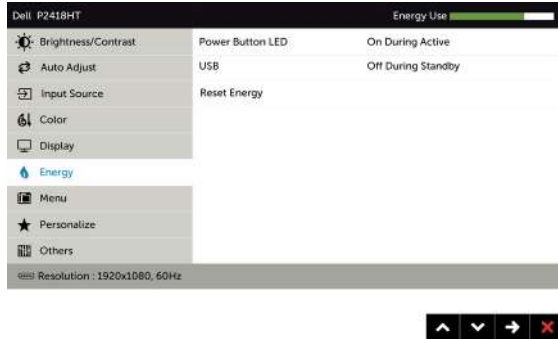 Dell P2418HT Energy Use
Brightness/Contrast Power Button LED On During Active
Auto Adjust USB Off During Standby
Input Source Reset Energy
Color
Display
Energy
Menu
Personalize
Others
Resolution : 1920x1080, 60Hz